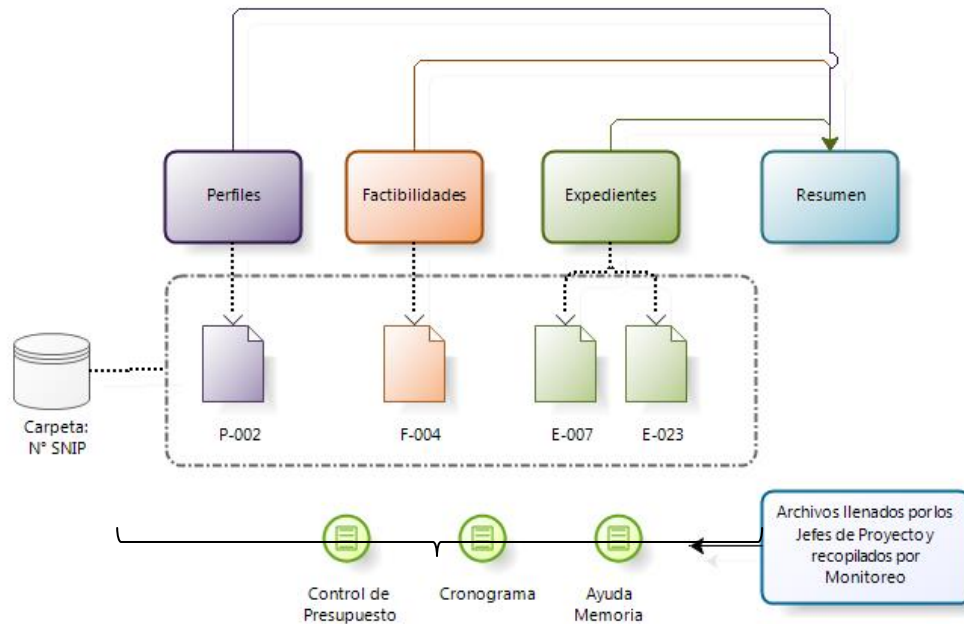 Perfiles
Factibilidades
Expedientes
Resumen
Carpeta:
N° SNIP
P-002
F-004
E-007
E-023
Control de
Presupuesto
Cronograma
Ayuda
Memoria
Archivos llenados por los
Jefes de Proyecto y
recopilados por
Monitoreo